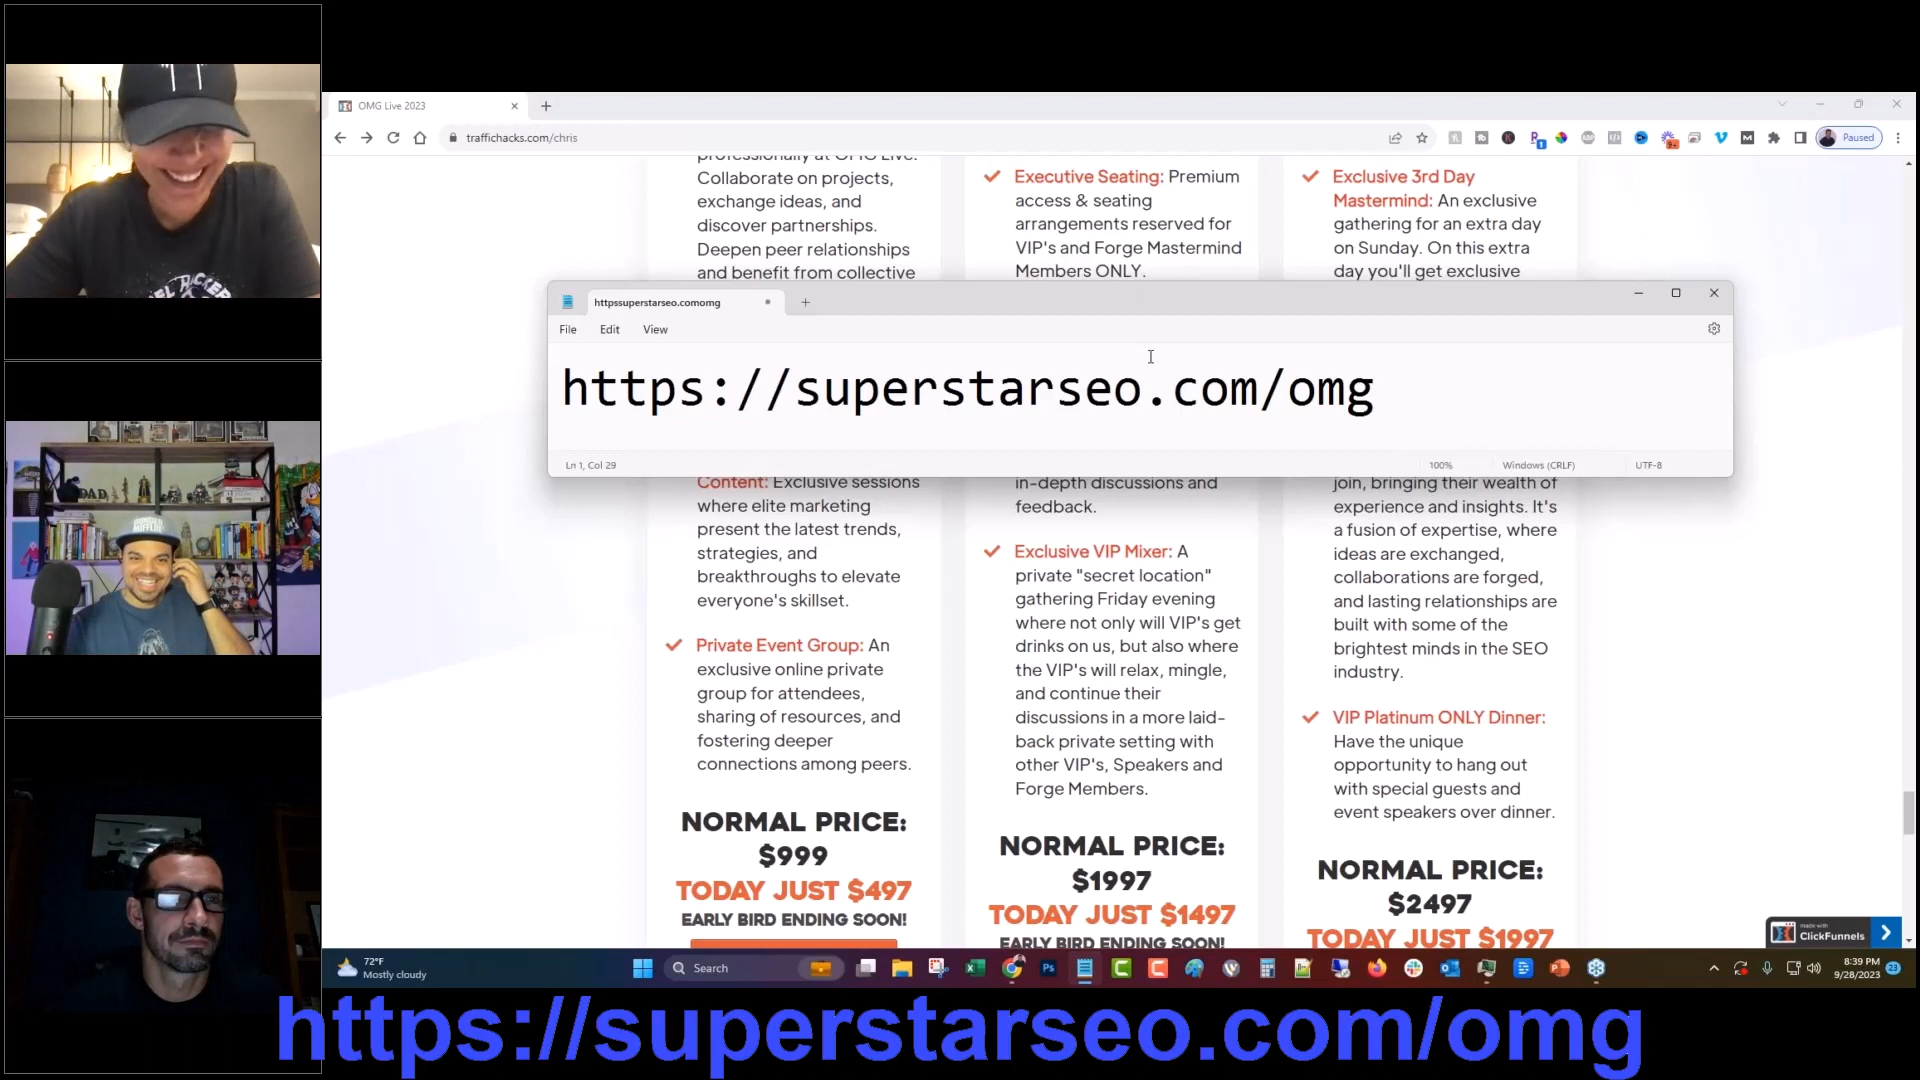 OMG Live 2023
traffichacks.com/chris
Paused
professionally at OMG Live.
Collaborate on projects,
exchange ideas, and
discover partnerships.
Deepen peer relationships
and benefit from collective
Executive Seating: Premium
access & seating
arrangements reserved for
VIP's and Forge Mastermind
Members ONLY.
Exclusive 3rd Day
Mastermind: An exclusive
gathering for an extra day
on Sunday. On this extra
day you'll get exclusive
httpssuperstarseo.comomg
File Edit View
https://superstarseo.com/omg
Ln 1, Col 29
100%
Windows (CRLF)
UTF-8
Content: Exclusive sessions
where elite marketing
present the latest trends,
strategies, and
breakthroughs to elevate
everyone's skillset.
Private Event Group: An
exclusive online private
group for attendees,
sharing of resources, and
fostering deeper
connections among peers.
NORMAL PRICE:
$999
TODAY JUST $497
EARLY BIRD ENDING SOON!
in-depth discussions and
feedback.
Exclusive VIP Mixer: A
private "secret location"
gathering Friday evening
where not only will VIP's get
drinks on us, but also where
the VIP's will relax, mingle,
and continue their
discussions in a more laid-
back private setting with
other VIP's, Speakers and
Forge Members.
NORMAL PRICE:
$1997
TODAY JUST $1497
EARLY BIRD ENDING SOON!
join, bringing their wealth of
experience and insights. It's
a fusion of expertise, where
ideas are exchanged,
collaborations are forged,
and lasting relationships are
built with some of the
brightest minds in the SEO
industry.
VIP Platinum ONLY Dinner:
Have the unique
opportunity to hang out
with special guests and
event speakers over dinner.
NORMAL PRICE:
$2497
TODAY JUST $1997
made with
ClickFunnels
DAD
DUNDER
MIFFLIN
72°F
Mostly cloudy
Search
8:39 PM
9/28/2023
23
https://superstarseo.com/omg